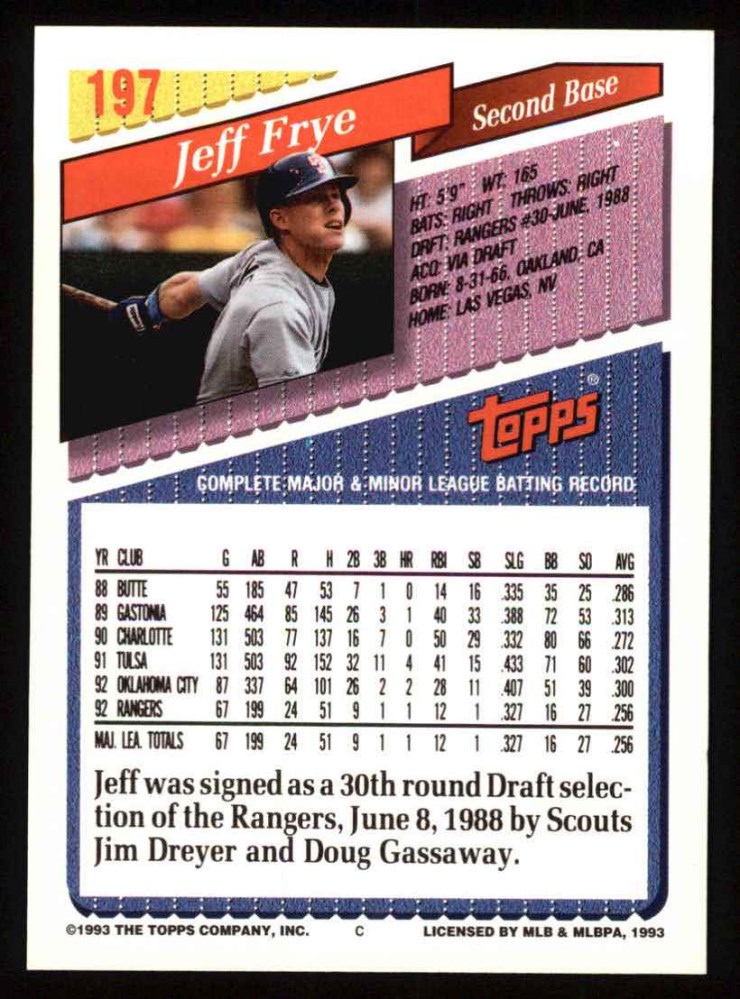 197
Jeff Frye
Second Base
HT: 5'9" WT: 165
BATS: RIGHT THROWS: RIGHT
DRFT: RANGERS #30-JUNE, 1988
ACQ: VIA DRAFT
BORN: 8-31-66, OAKLAND, CA
HOME: LAS VEGAS, NV
Topps®
COMPLETE MAJOR & MINOR LEAGUE BATTING RECORD
YR CLUB G AB R H 2B 3B HR RBI SB SLG BB SO AVG
88 BUTTE 55 185 47 53 7 1 0 14 16 .335 35 25 .286
89 GASTONIA 125 464 85 145 26 3 1 40 33 .388 72 53 .313
90 CHARLOTTE 131 503 77 137 16 7 0 50 29 .332 80 66 .272
91 TULSA 131 503 92 152 32 11 4 41 15 .433 71 60 .302
92 OKLAHOMA CITY 87 337 64 101 26 2 2 28 11 .407 51 39 .300
92 RANGERS 67 199 24 51 9 1 1 12 1 .327 16 27 .256
MAJ. LEA. TOTALS 67 199 24 51 9 1 1 12 1 .327 16 27 .256
Jeff was signed as a 30th round Draft selec-
tion of the Rangers, June 8, 1988 by Scouts
Jim Dreyer and Doug Gassaway.
©1993 THE TOPPS COMPANY, INC. C LICENSED BY MLB & MLBPA, 1993